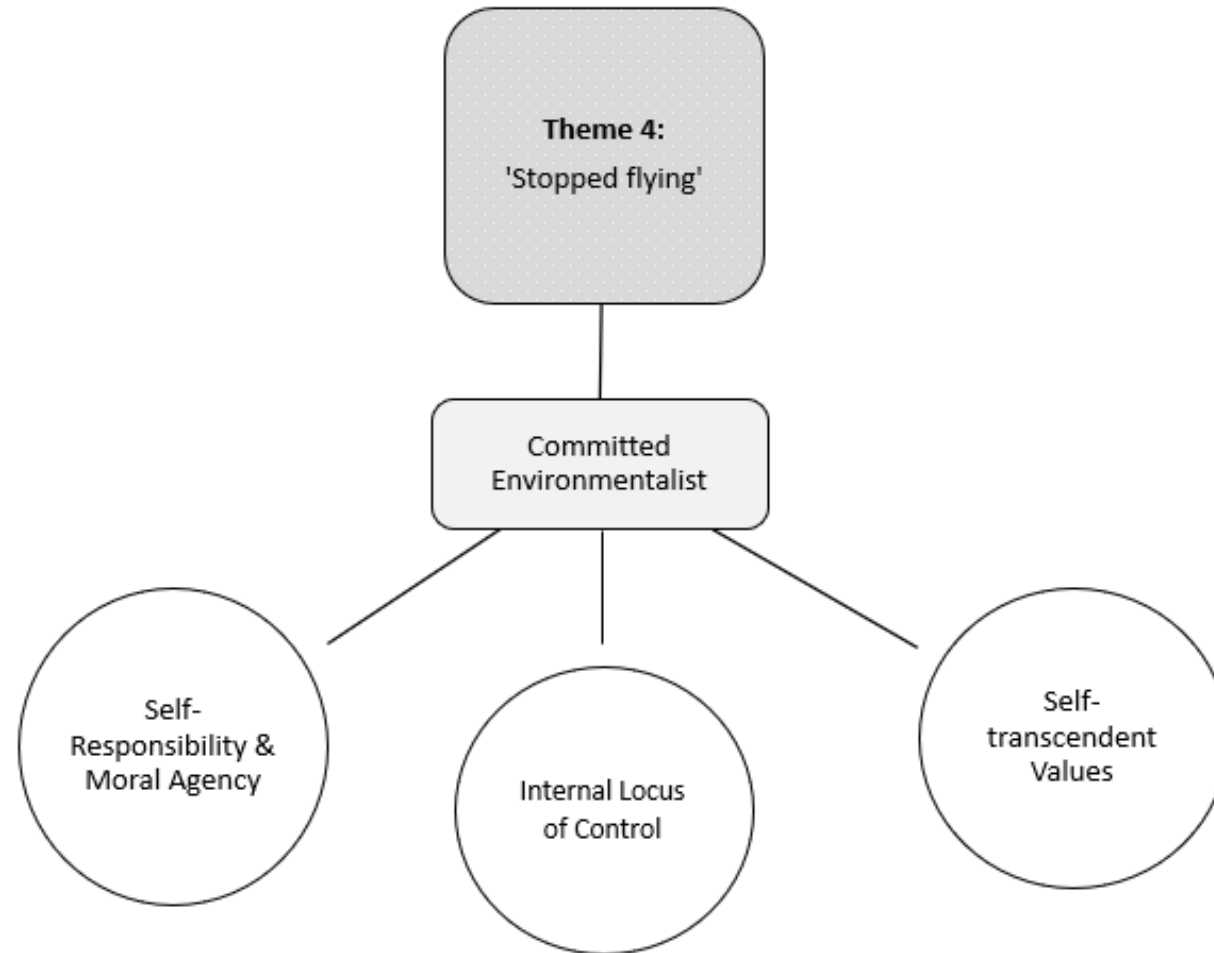 Theme 4:
'Stopped flying'
Committed
Environmentalist
Self-
Responsibility &
Moral Agency
Internal Locus
of Control
Self-
transcendent
Values